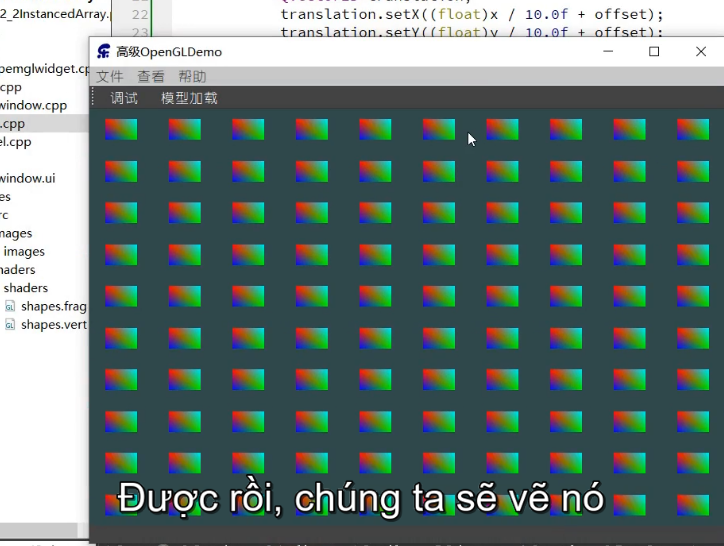 2_2InstancedArray.
22
translation.setX((float)x / 10.0f + offset);
23
translation.setY((float)y / 10.0f + offset);
高级OpenGLDemo
文件 查看 帮助
调试 模型加载
pemglwidget.cp
.cpp
window.cpp
.cpp
el.cpp
window.ui
es
rc
mages
images
haders
shaders
shapes.frag
shapes.vert
Được rồi, chúng ta sẽ vẽ nó